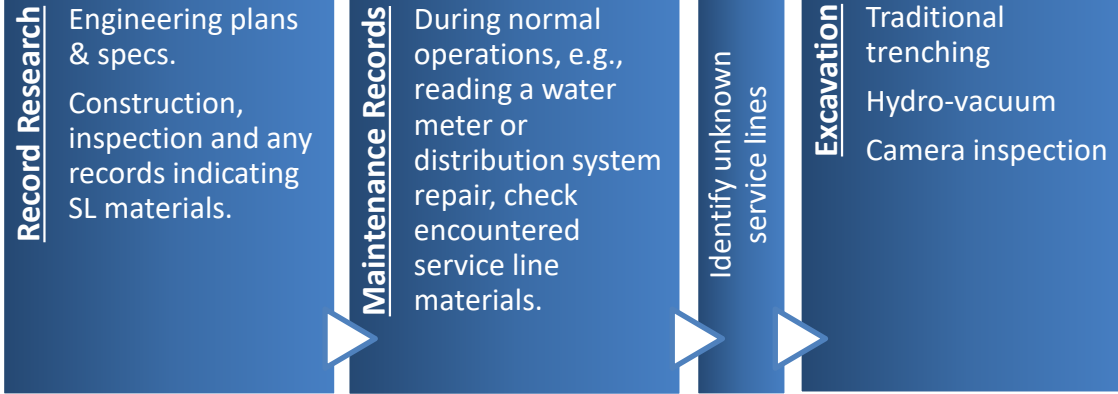 Record Research
Engineering plans
& specs.
Construction,
inspection and any
records indicating
SL materials.
Maintenance Records
During normal
operations, e.g.,
reading a water
meter or
distribution system
repair, check
encountered
service line
materials.
Identify unknown
service lines
Excavation
Traditional
trenching
Hydro-vacuum
Camera inspection